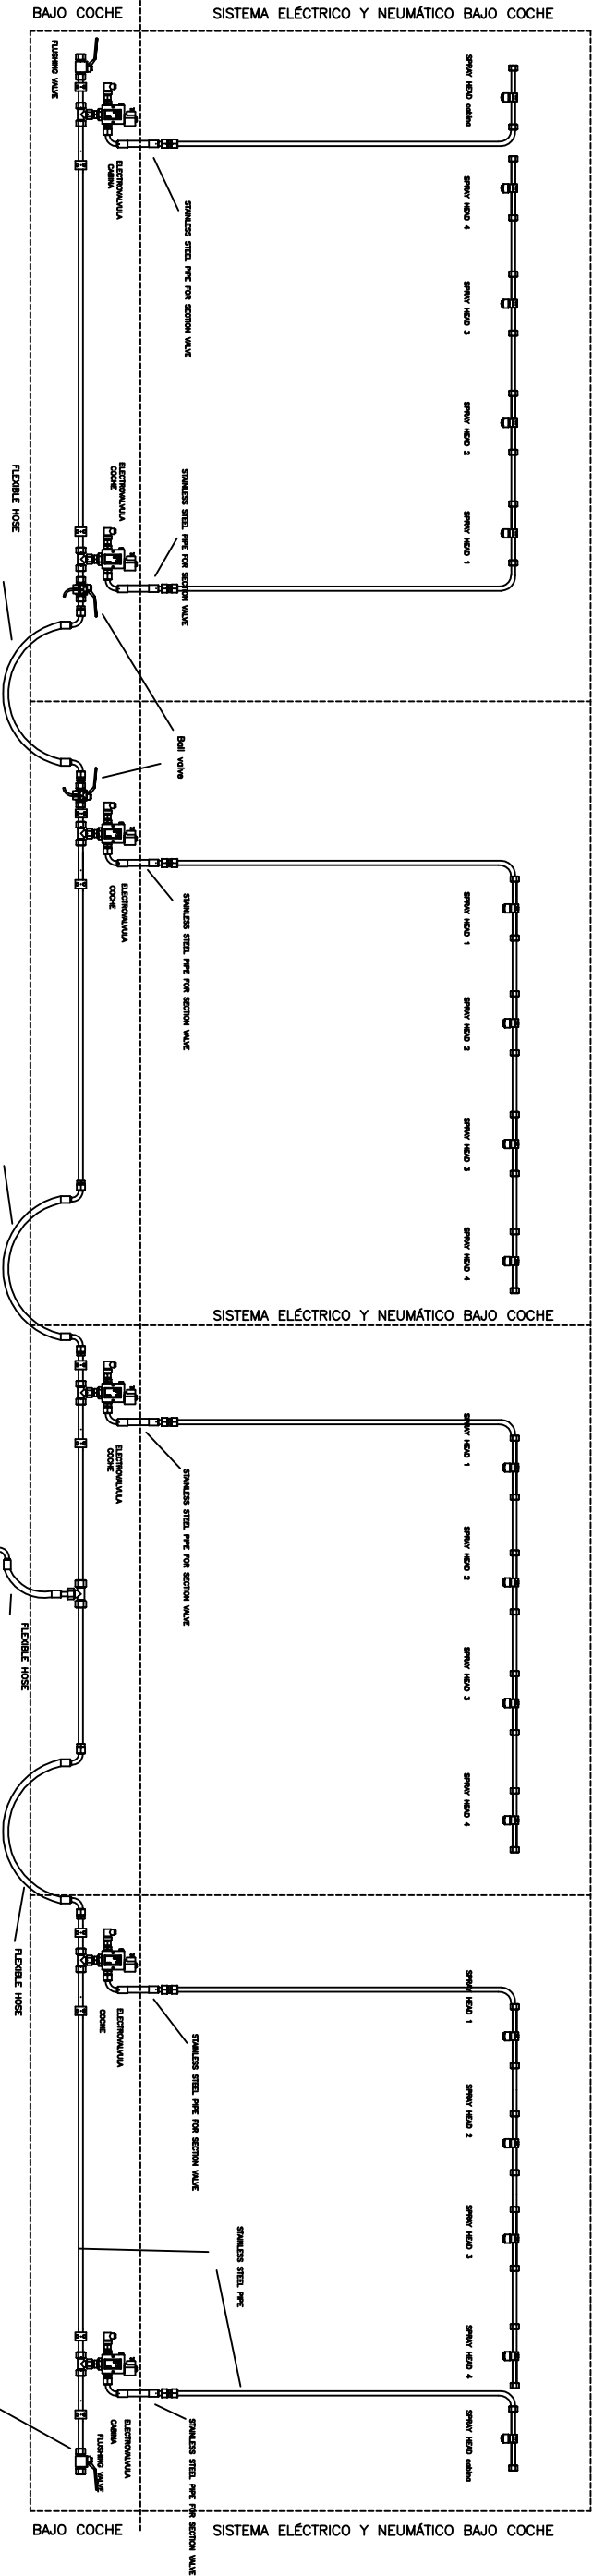 BAJO COCHE
SISTEMA ELÉCTRICO Y NEUMÁTICO BAJO COCHE
FLUSHING VALVE
SPRAY HEAD cabina
ELECTROVALVULA
CABINA
STAINLESS STEEL PIPE FOR SECTION VALVE
SPRAY HEAD 4
SPRAY HEAD 3
SPRAY HEAD 2
FLEXIBLE HOSE
ELECTROVALVULA
COCHE
STAINLESS STEEL PIPE FOR SECTION VALVE
SPRAY HEAD 1
Ball valve
ELECTROVALVULA
COCHE
STAINLESS STEEL PIPE FOR SECTION VALVE
SPRAY HEAD 1
SPRAY HEAD 2
SPRAY HEAD 3
SPRAY HEAD 4
SISTEMA ELÉCTRICO Y NEUMÁTICO BAJO COCHE
ELECTROVALVULA
COCHE
STAINLESS STEEL PIPE FOR SECTION VALVE
SPRAY HEAD 1
SPRAY HEAD 2
FLEXIBLE HOSE
SPRAY HEAD 3
SPRAY HEAD 4
FLEXIBLE HOSE
ELECTROVALVULA
COCHE
STAINLESS STEEL PIPE FOR SECTION VALVE
SPRAY HEAD 1
SPRAY HEAD 2
SPRAY HEAD 3
STAINLESS STEEL PIPE
SPRAY HEAD 4
SPRAY HEAD cabina
ELECTROVALVULA
CABINA
FLUSHING VALVE
STAINLESS STEEL PIPE FOR SECTION VALVE
BAJO COCHE
SISTEMA ELÉCTRICO Y NEUMÁTICO BAJO COCHE